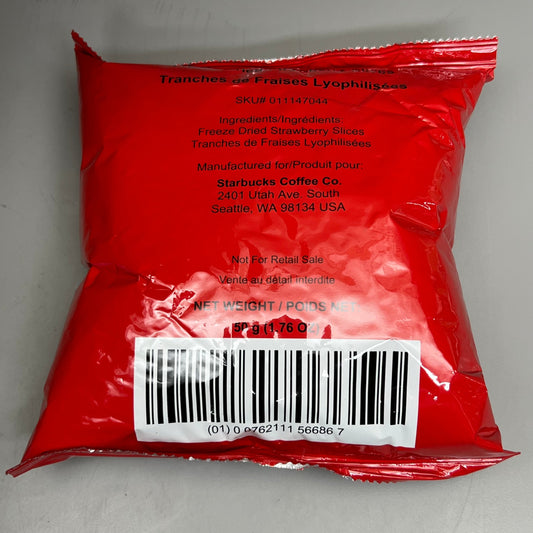 Tranches de Fraises Lyophilisées
SKU# 011147044
Ingredients/Ingrédients:
Freeze Dried Strawberry Slices
Tranches de Fraises Lyophilisées
Manufactured for/Produit pour:
Starbucks Coffee Co.
2401 Utah Ave. South
Seattle, WA 98134 USA
Not For Retail Sale
Vente au détail interdite
NET WEIGHT / POIDS NET
50 g (1.76 OZ)
(01) 0 0762111 56686 7